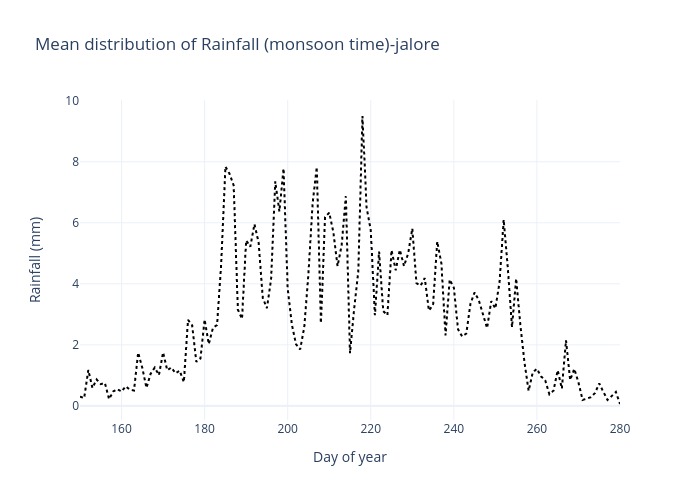 Mean distribution of Rainfall (monsoon time)-jalore
10
8
6
4
2
0
Rainfall (mm)
160 180 200 220 240 260 280
Day of year